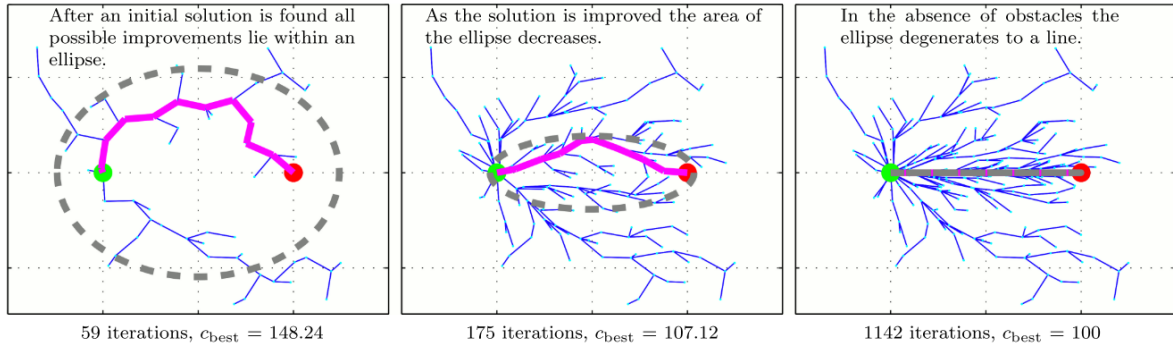 After an initial solution is found all
possible improvements lie within an
ellipse.
As the solution is improved the area of
the ellipse decreases.
In the absence of obstacles the
ellipse degenerates to a line.
59 iterations, c_best = 148.24
175 iterations, c_best = 107.12
1142 iterations, c_best = 100